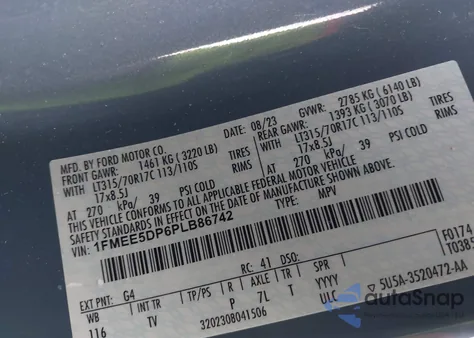 MFD. BY FORD MOTOR CO.
DATE: 08/23 GVWR: 2785 KG ( 6140 LB)
FRONT GAWR: 1461 KG ( 3220 LB) REAR GAWR: 1393 KG ( 3070 LB)
LT315/70R17C 113/110S TIRES LT315/70R17C 113/110S TIRES
17x8.5J RIMS 17x8.5J RIMS
AT 270 kPa/ 39 PSI COLD AT 270 kPa/ 39 PSI COLD
THIS VEHICLE CONFORMS TO ALL APPLICABLE FEDERAL MOTOR VEHICLE
SAFETY STANDARDS IN EFFECT ON THE DATE OF MANUFACTURE SHOWN ABOVE.
VIN: 1FMEE5DP6PLB86742
TYPE: MPV
F0174
T0385
EXT PNT: G4 RC: 41 DSO:
WB INT TR TP/PS R AXLE TR SPR
116 TV P 7L T YYYY
3202308041506 ULC 5U5A-3520472-AA
autoSnap